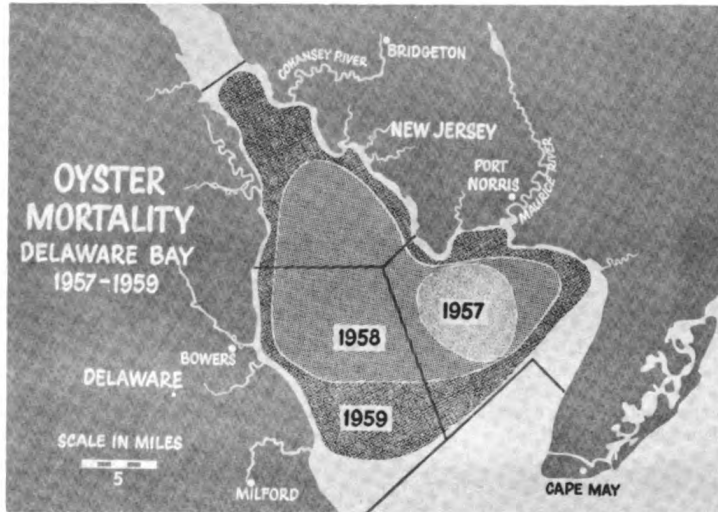 OYSTER
MORTALITY
DELAWARE BAY
1957-1959
COHANSEY RIVER
BRIDGETON
NEW JERSEY
PORT
NORRIS
MAURICE RIVER
1957
1958
1959
BOWERS
DELAWARE
SCALE IN MILES
5
MILFORD
CAPE MAY